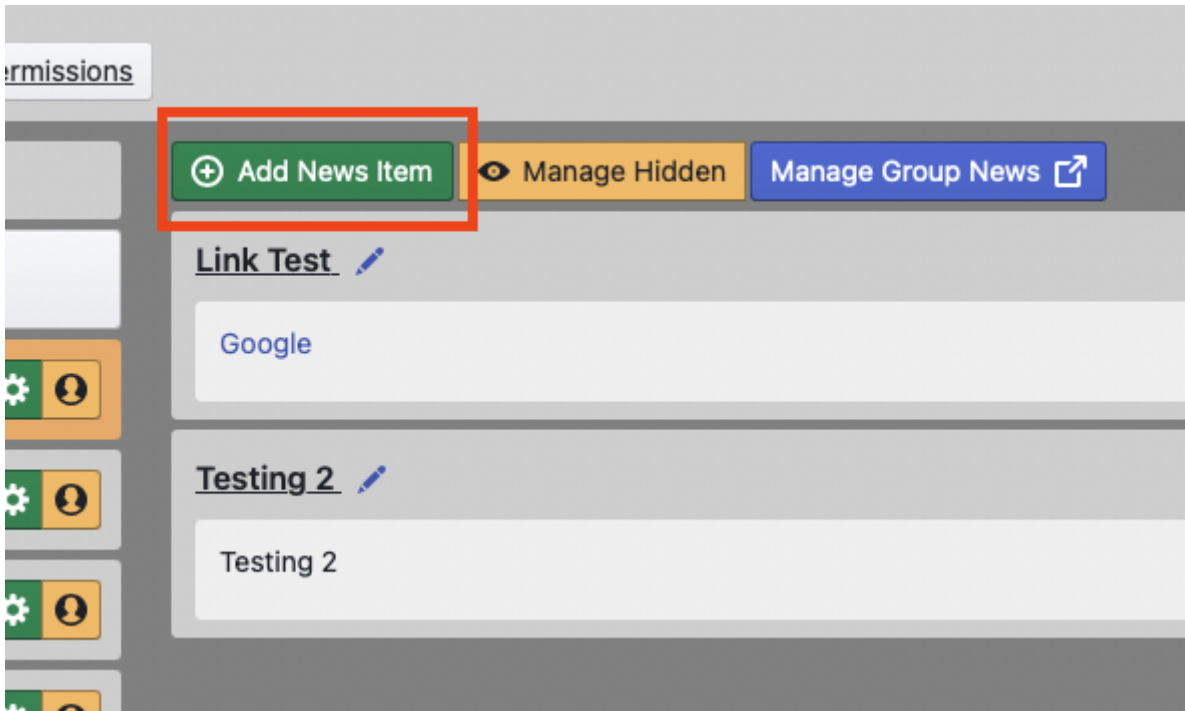 ermissions
Add News Item Manage Hidden Manage Group News
Link Test
Google
Testing 2
Testing 2